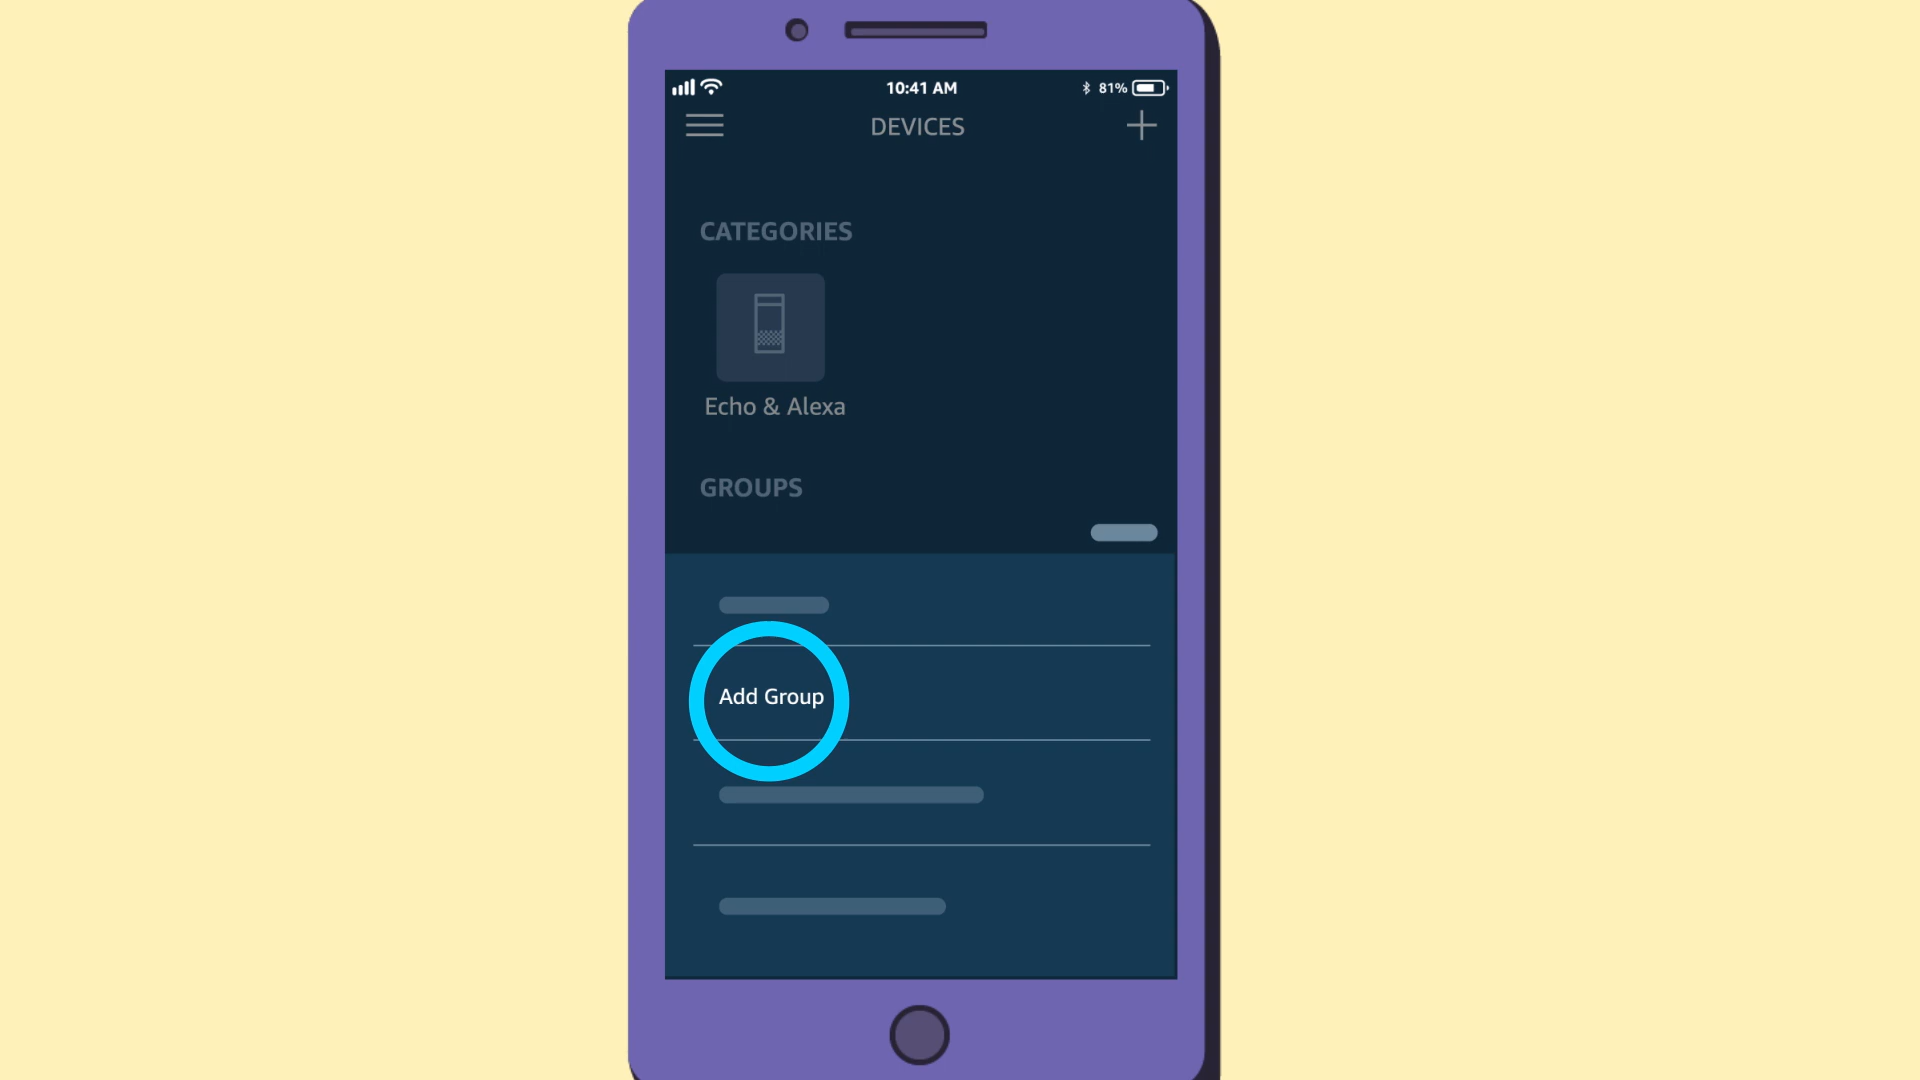 10:41 AM
81%
DEVICES
CATEGORIES
Echo & Alexa
GROUPS
Add Group